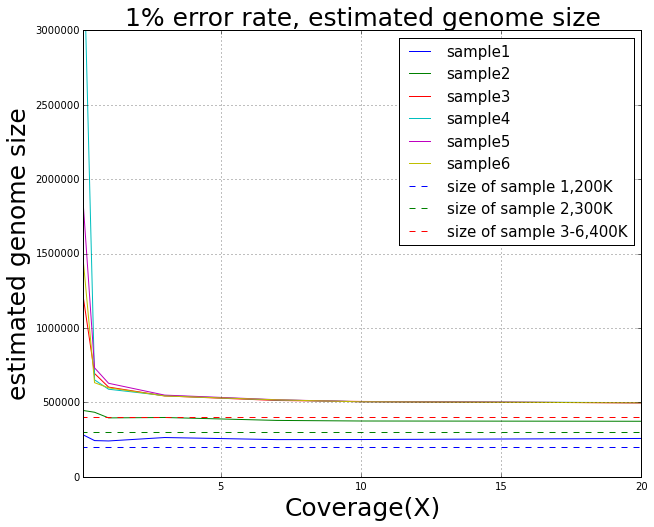 1% error rate, estimated genome size
3000000
2500000
2000000
1500000
1000000
500000
0
estimated genome size
sample1
sample2
sample3
sample4
sample5
sample6
size of sample 1,200K
size of sample 2,300K
size of sample 3-6,400K
5
10
15
20
Coverage(X)